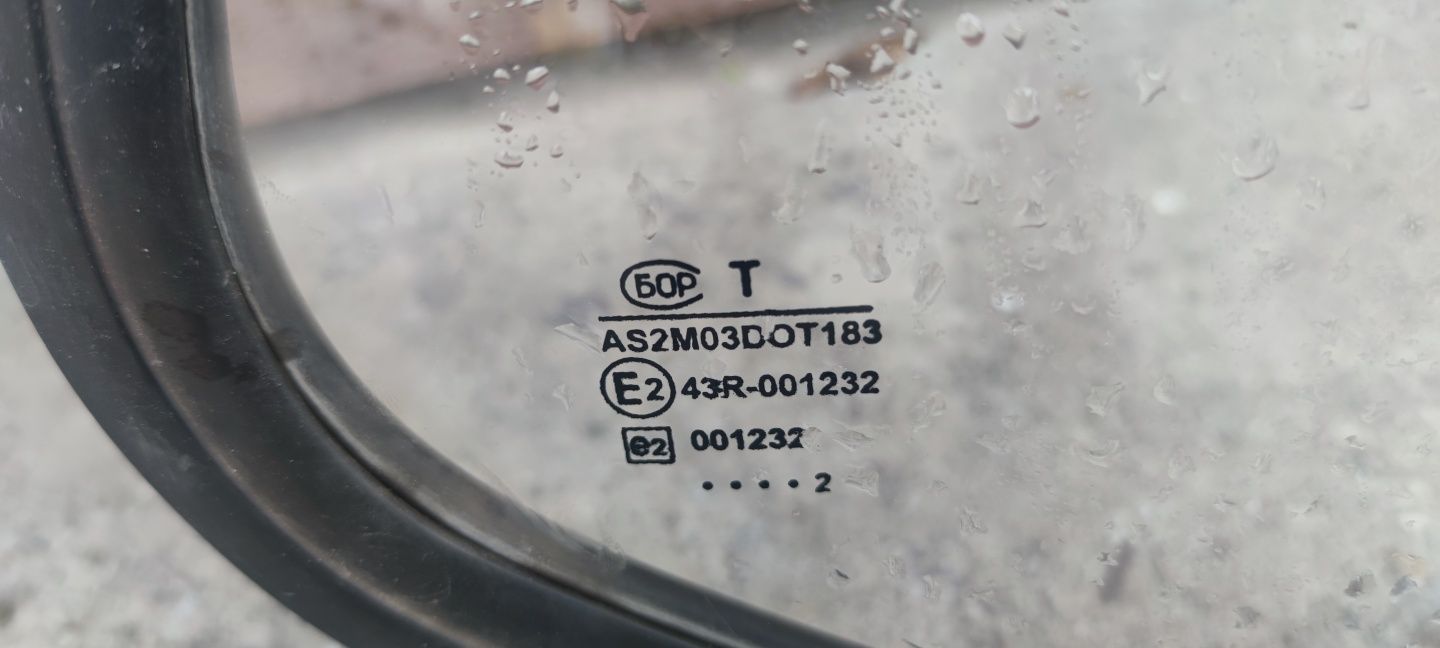 БОР T
AS2M03DOT183
E2 43R-001232
e2 001232
• • • • 2